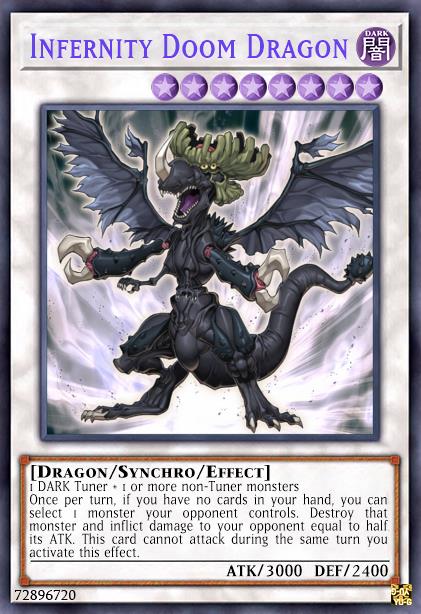 INFERNITY DOOM DRAGON
DARK
闇
[DRAGON/SYNCHRO/EFFECT]
1 DARK Tuner + 1 or more non-Tuner monsters
Once per turn, if you have no cards in your hand, you can
select 1 monster your opponent controls. Destroy that
monster and inflict damage to your opponent equal to half
its ATK. This card cannot attack during the same turn you
activate this effect.
ATK/3000 DEF/2400
72896720